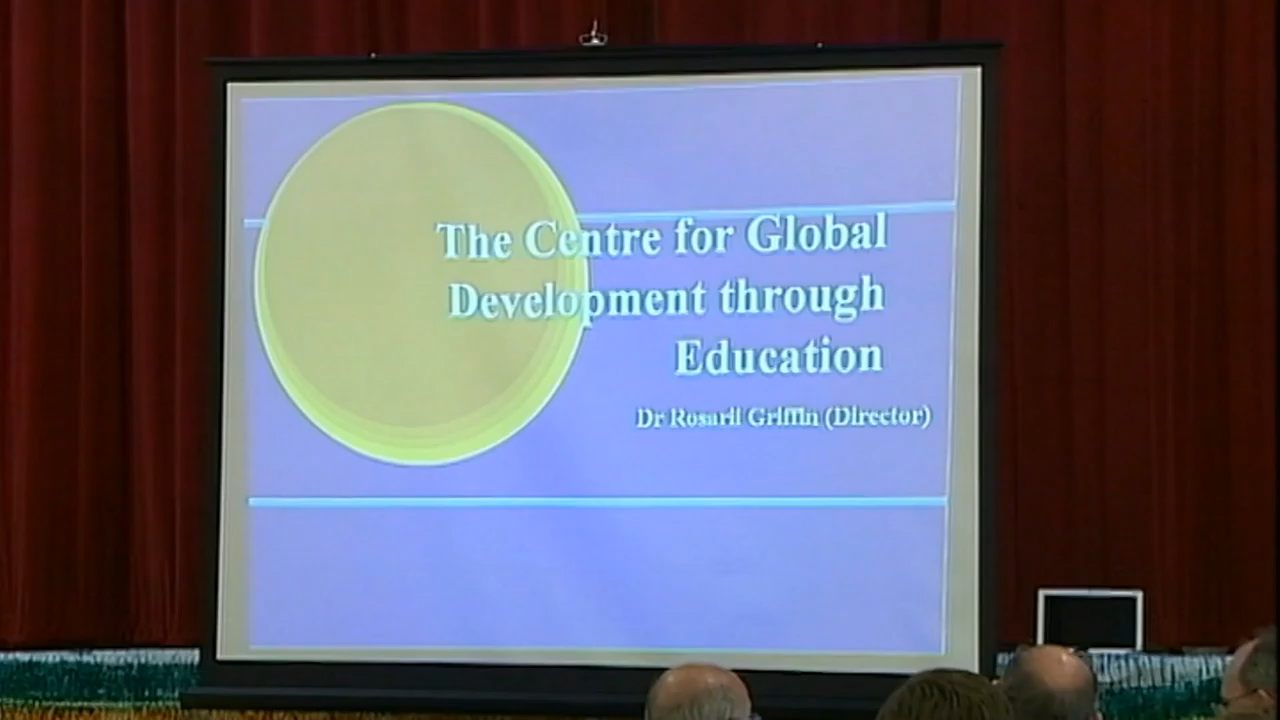 The Centre for Global
Development through
Education
Dr Rosarii Griffin (Director)